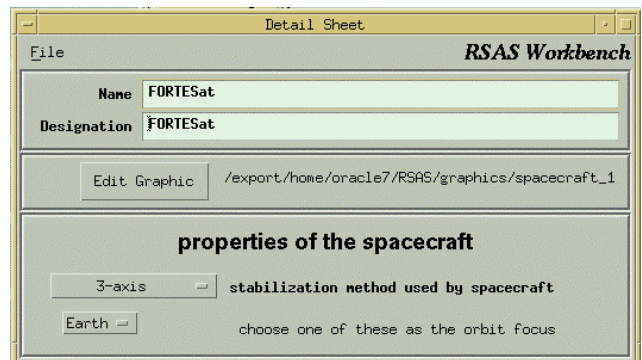 Detail Sheet
File RSAS Workbench
Name FORTESat
Designation FORTESat
Edit Graphic /export/home/oracle7/RSAS/graphics/spacecraft_1
properties of the spacecraft
3-axis stabilization method used by spacecraft
Earth choose one of these as the orbit focus